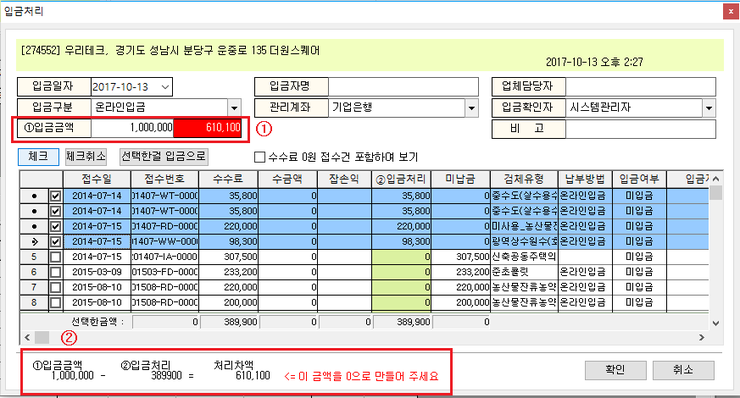 입금처리
[274552] 우리테크, 경기도 성남시 분당구 운중로 135 더원스퀘어
2017-10-13 오후 2:27
입금일자 2017-10-13 입금자명 업체담당자
입금구분 온라인입금 관리계좌 기업은행 입금확인자 시스템관리자
①입금금액 1,000,000 610,100 ① 비 고
체크 체크취소 선택한걸 입금으로 수수료 0원 접수건 포함하여 보기
접수일 접수번호 수수료 수금액 잡손익 ②입금처리 미납금 검체유형 납부방법 입금여부 입금
2014-07-14 01407-WT-0000 35,800 0 35,800 0 중수도(살수용수 온라인입금 미입금
2014-07-14 01407-WT-0000 35,800 0 35,800 0 중수도(살수용수 온라인입금 미입금
2014-07-15 01407-RD-0000 220,000 0 220,000 0 미사용_농산물잔 온라인입금 미입금
2014-07-15 01407-WW-0000 98,300 0 98,300 0 광역상수원수(호 온라인입금 미입금
5 2014-07-15 01407-IA-0000 307,500 0 0 307,500 신축공동주택의 미입금
6 2015-03-09 01503-FD-0000 233,200 0 0 233,200 준초콜릿 온라인입금 미입금
7 2015-08-10 01508-RD-0000 220,000 0 0 220,000 농산물잔류농약 온라인입금 미입금
8 2015-08-10 01508-RD-0000 200,000 0 0 200,000 농산물잔류농약 온라인입금 미입금
선택한금액 : 0 389,900 0 0 389,900 0
②
①입금금액 ②입금처리 처리차액
1,000,000 - 389900 = 610,100 <= 이 금액을 0으로 만들어 주세요
확인 취소